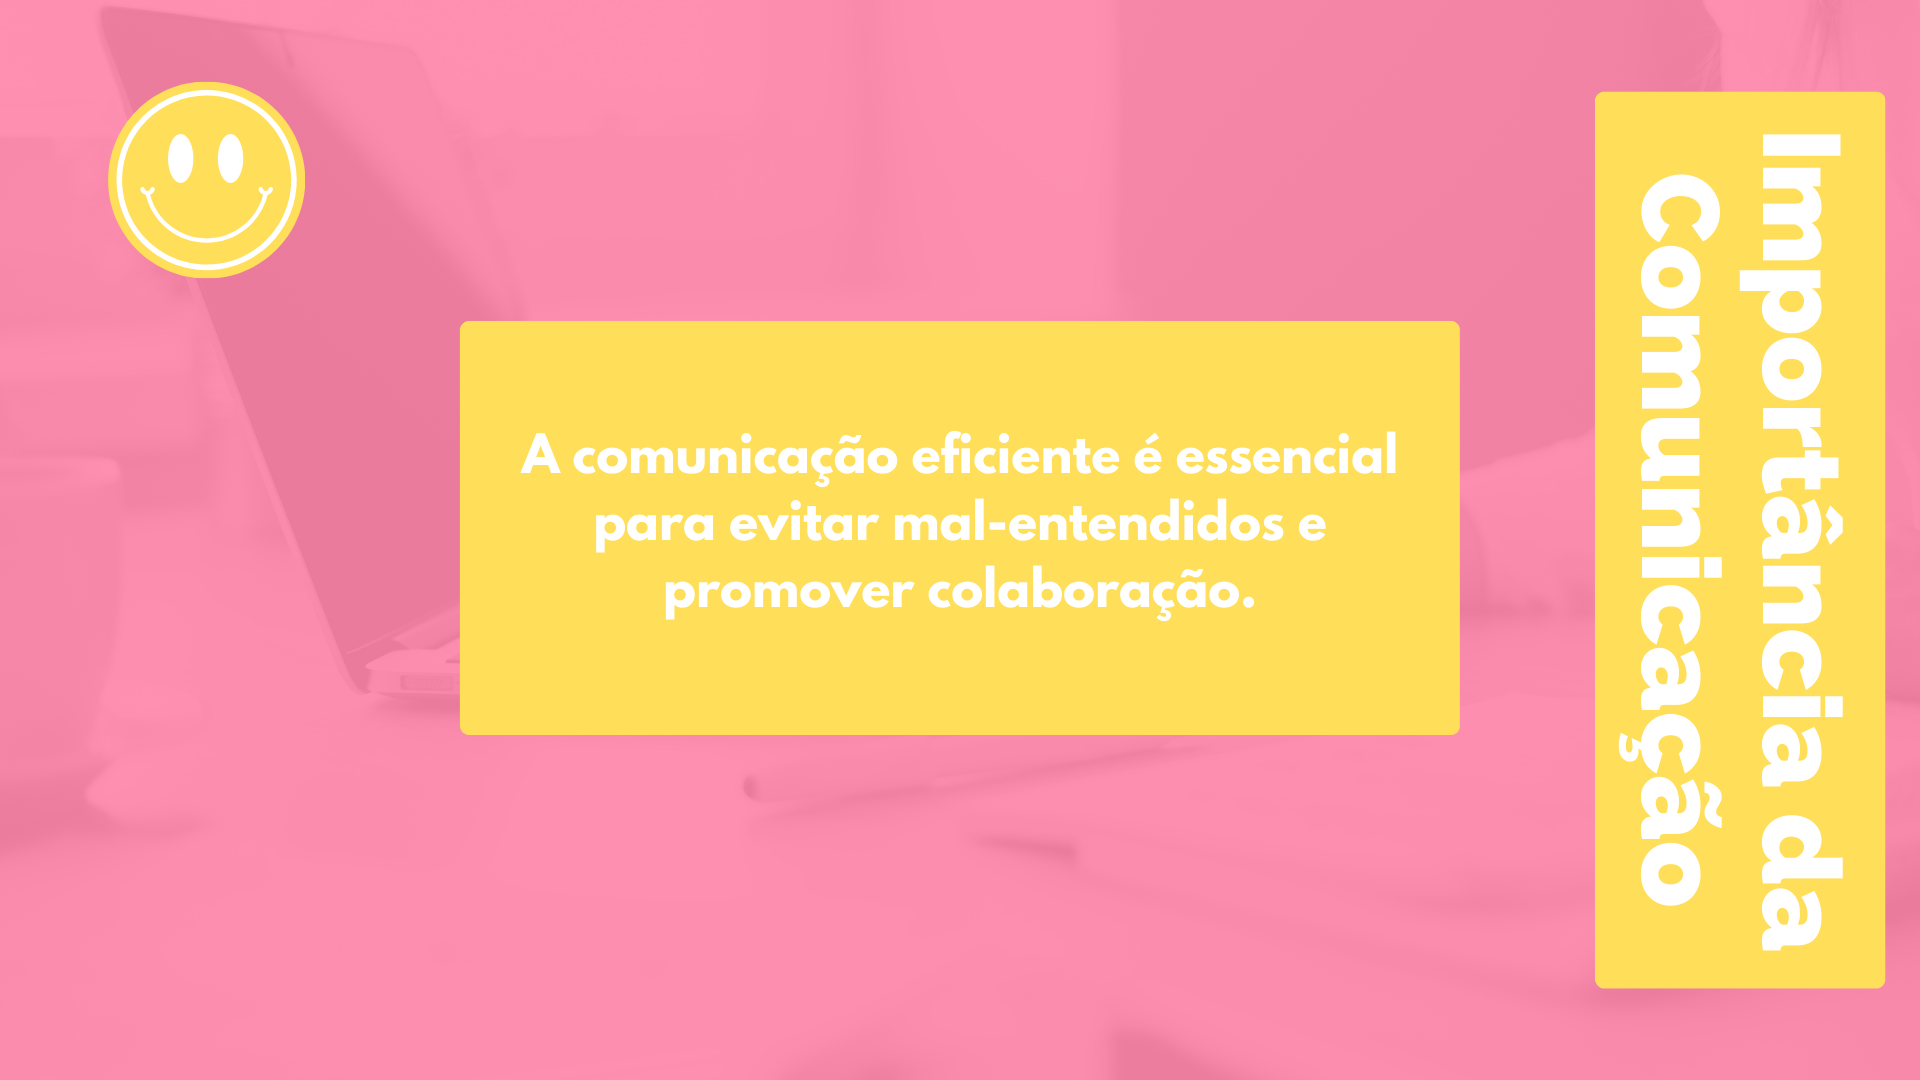 Importância da
Comunicação
A comunicação eficiente é essencial
para evitar mal-entendidos e
promover colaboração.